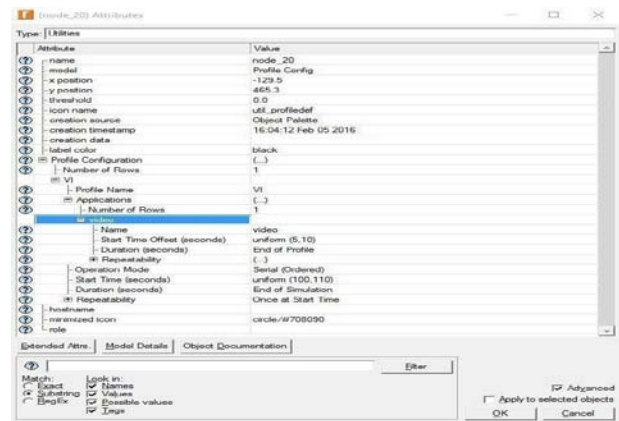 (node_20) Attributes
Type: Utilities
Attribute Value
name node_20
model Profile Config
x position -129.5
y position 465.3
threshold 0.0
icon name util_profiledef
creation source Object Palette
creation timestamp 16:04:12 Feb 05 2016
creation data
label color black
Profile Configuration (...)
Number of Rows 1
VI
Profile Name VI
Applications (...)
Number of Rows 1
video
Name video
Start Time Offset (seconds) uniform (5,10)
Duration (seconds) End of Profile
Repeatability (...)
Operation Mode Serial (Ordered)
Start Time (seconds) uniform (100,110)
Duration (seconds) End of Simulation
Repeatability Once at Start Time
hostname
minimized icon circle/#708090
role
Extended Attrs. Model Details Object Documentation
Filter
Match: Look in:
Exact Names
Substring Values
RegEx Possible values
Tags
Advanced
Apply to selected objects
OK Cancel